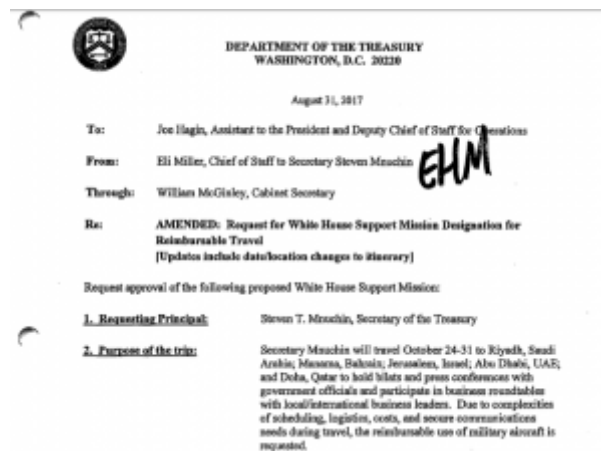 DEPARTMENT OF THE TREASURY
WASHINGTON, D.C. 20220
August 31, 2017
To: Joe Hagin, Assistant to the President and Deputy Chief of Staff for Operations
From: Eli Miller, Chief of Staff to Secretary Steven Mnuchin
EHM
Through: William McGinley, Cabinet Secretary
Re: AMENDED: Request for White House Support Mission Designation for
Reimbursable Travel
[Updates include date/location changes to itinerary]
Request approval of the following proposed White House Support Mission:
1. Requesting Principal: Steven T. Mnuchin, Secretary of the Treasury
2. Purpose of the trip: Secretary Mnuchin will travel October 24-31 to Riyadh, Saudi
Arabia; Manama, Bahrain; Jerusalem, Israel; Abu Dhabi, UAE;
and Doha, Qatar to hold bilats and press conferences with
government officials and participate in business roundtables
with local/international business leaders. Due to complexities
of scheduling, logistics, costs, and secure communications
needs during travel, the reimbursable use of military aircraft is
requested.